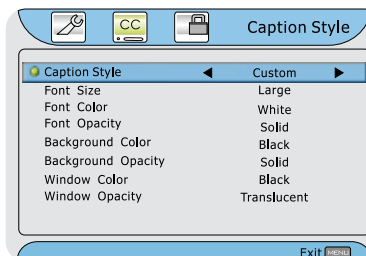 CC
Caption Style
Caption Style Custom
Font Size Large
Font Color White
Font Opacity Solid
Background Color Black
Background Opacity Solid
Window Color Black
Window Opacity Translucent
Exit MENU